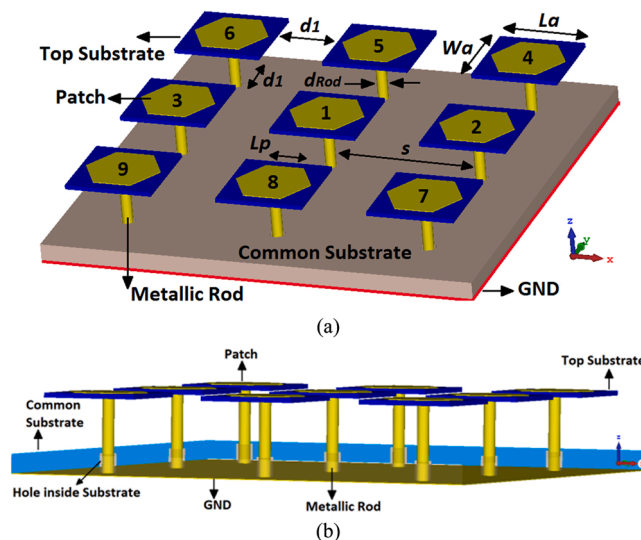 6
5
4
d1
La
Wa
Top Substrate
d1
dRod
Patch
3
1
2
Lp
s
9
8
7
Common Substrate
z
y
x
Metallic Rod
GND
(a)
Patch
Top Substrate
Common
Substrate
z
Hole inside Substrate
GND
Metallic Rod
(b)